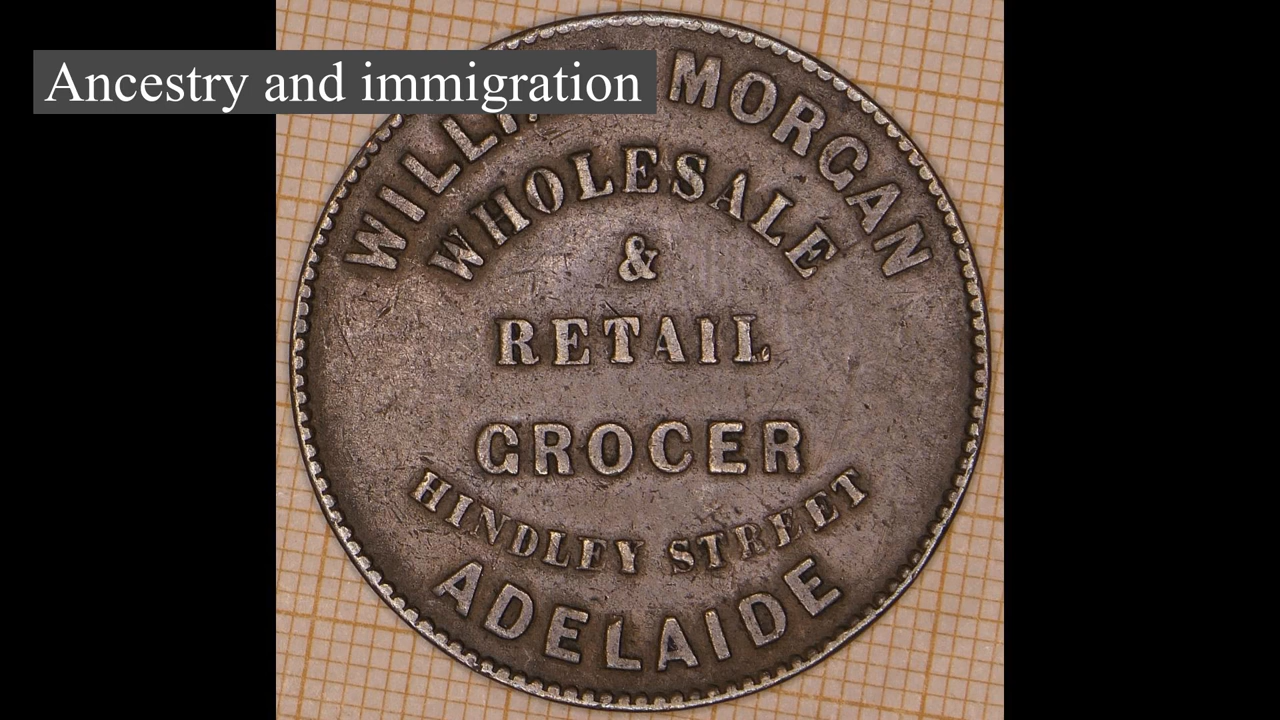 Ancestry and immigration
MORGAN
WHOLESALE
&
RETAIL
GROCER
HINDLEY STREET
ADELAIDE